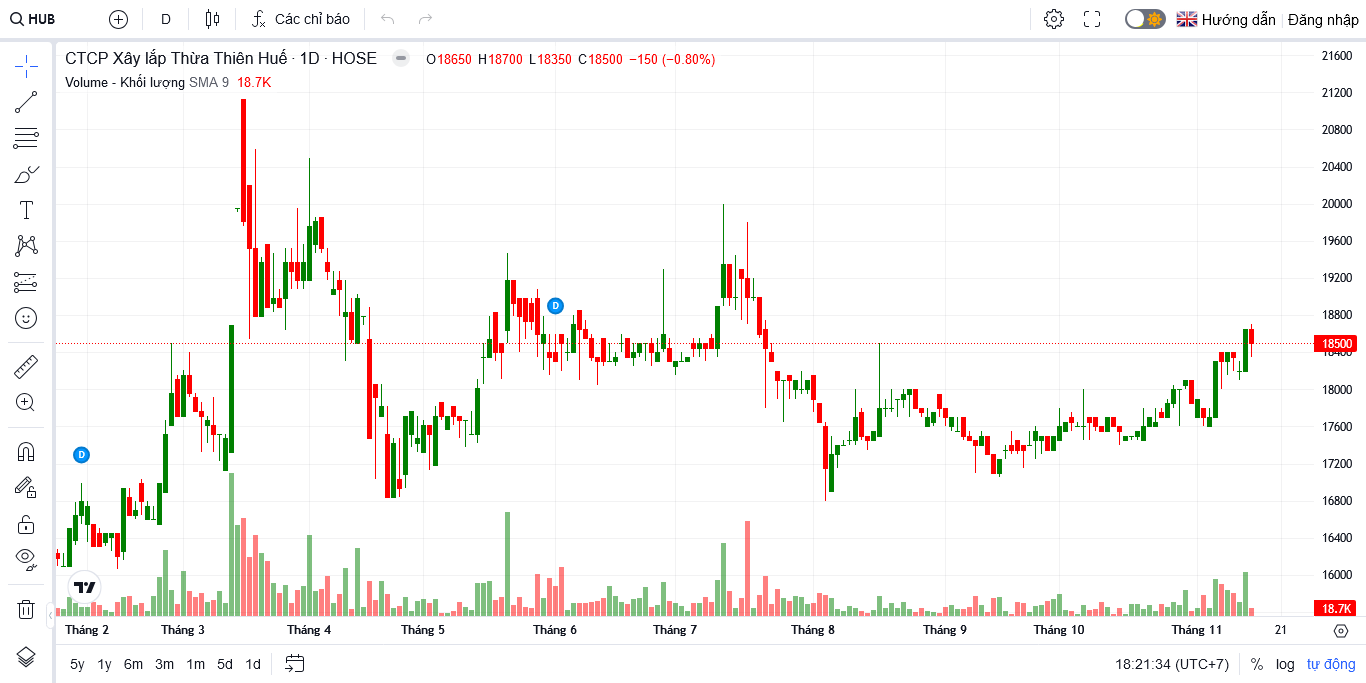 HUB D Các chỉ báo Hướng dẫn Đăng nhập
CTCP Xây lắp Thừa Thiên Huế · 1D · HOSE O18650 H18700 L18350 C18500 −150 (−0.80%)
Volume - Khối lượng SMA 9 18.7K
21600
21200
20800
20400
20000
19600
19200
18800
18500
18400
18000
17600
17200
16800
16400
16000
18.7K
D
D
Tháng 2 Tháng 3 Tháng 4 Tháng 5 Tháng 6 Tháng 7 Tháng 8 Tháng 9 Tháng 10 Tháng 11 21
5y 1y 6m 3m 1m 5d 1d 18:21:34 (UTC+7) % log tự động